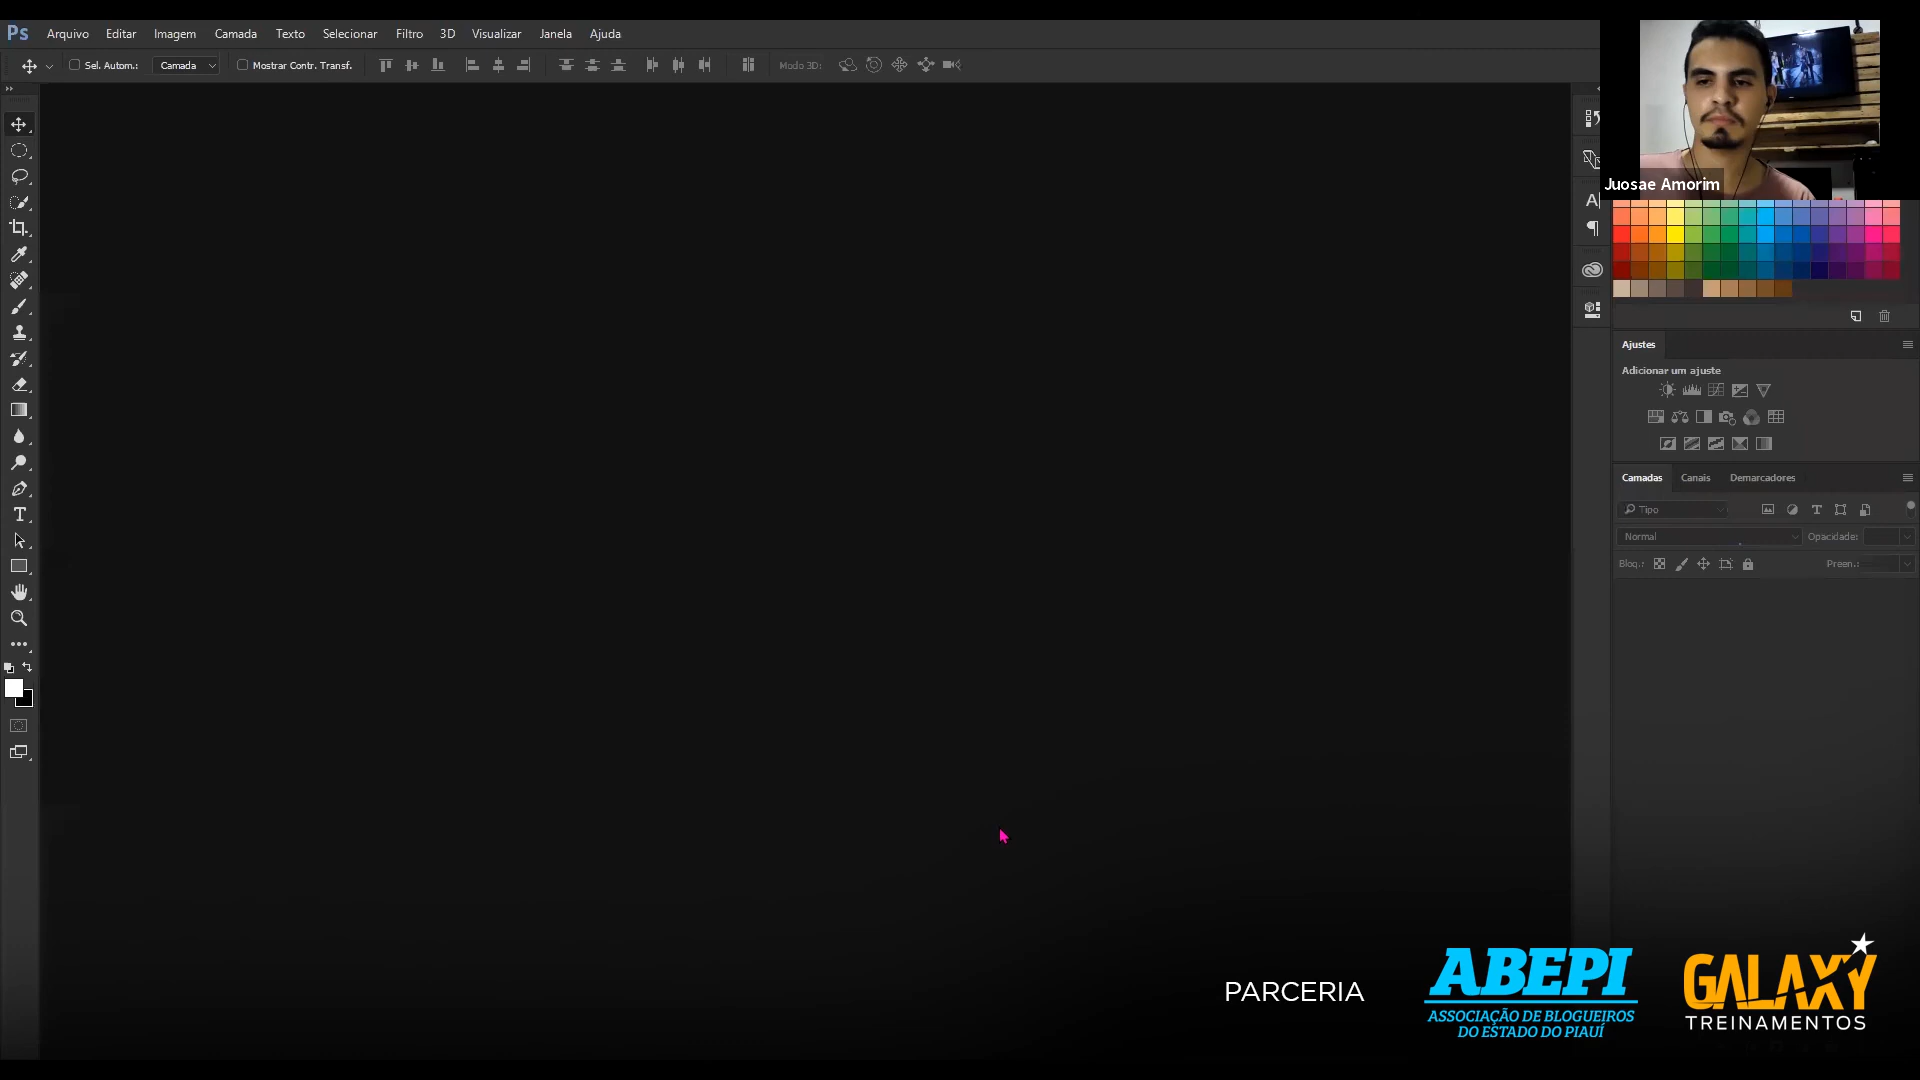 Ps Arquivo Editar Imagem Camada Texto Selecionar Filtro 3D Visualizar Janela Ajuda
Sel. Autom.: Camada Mostrar Contr. Transf. Modo 3D:
Juosae Amorim
Ajustes
Adicionar um ajuste
Camadas Canais Demarcadores
Tipo
Normal Opacidade:
Bloq.: Preen.:
PARCERIA
ABEPI
ASSOCIAÇÃO DE BLOGUEIROS
DO ESTADO DO PIAUÍ
GALAXY
TREINAMENTOS